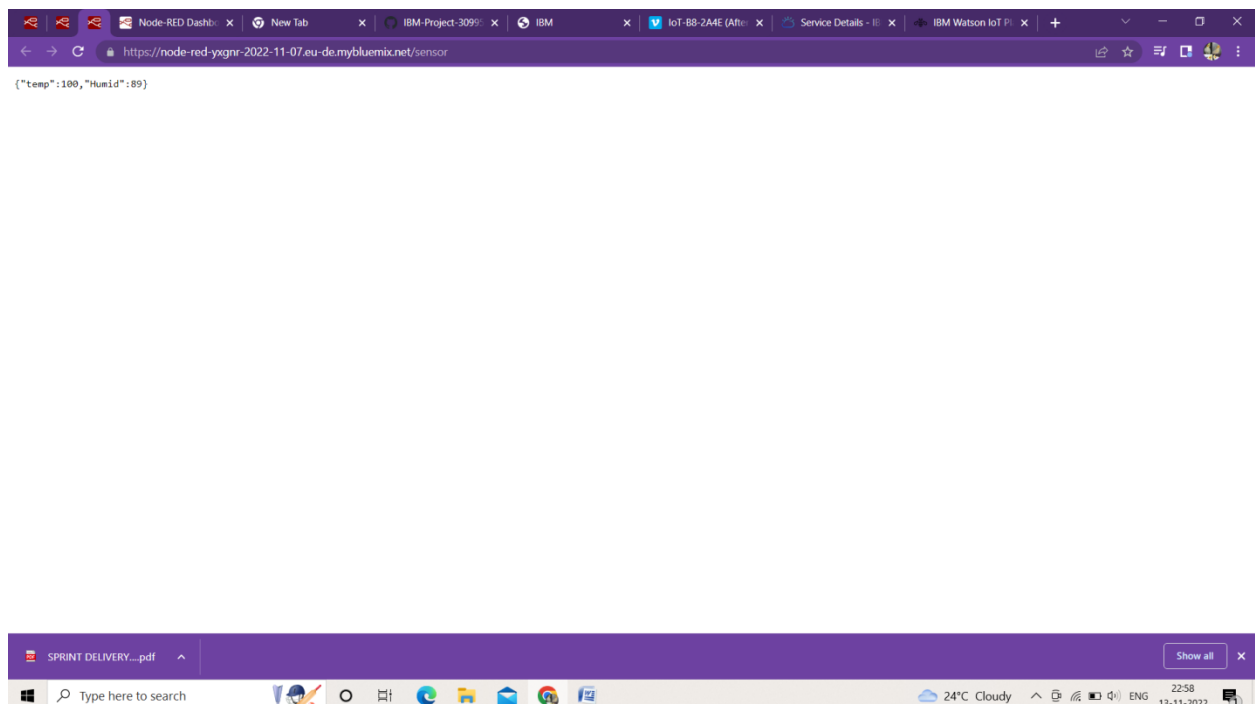 Node-RED Dashbo
New Tab
IBM-Project-3099
IBM
IoT-B8-2A4E (After
Service Details - IB
IBM Watson IoT Pl
https://node-red-yxgnr-2022-11-07.eu-de.mybluemix.net/sensor
{"temp":100,"Humid":89}
SPRINT DELIVERY....pdf
Show all
Type here to search
24°C Cloudy
ENG
22:58
13-11-2022